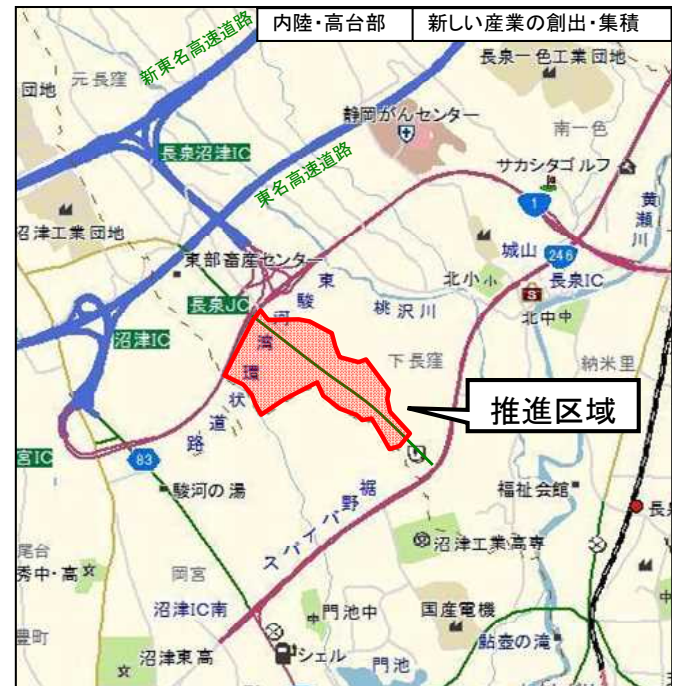 内陸・高台部 新しい産業の創出・集積
新東名高速道路
長泉一色工業団地
元長窪
団地
静岡がんセンター
南一色
長泉沼津IC
東名高速道路
サカシタゴルフ
黄瀬川
1
沼津工業団地
城山
246
東部畜産センター
北小
長泉IC
長泉JC
桃沢川
北中
沼津IC
下長窪
納米里
東駿河湾環状道路
推進区域
宮IC
83
駿河の湯
福祉会館
長
裾野バイパス
沼津工業高専
尾台
秀中・高
岡宮
沼津IC南
門池中
国産電機
中
豊町
鮎壺の滝
沼津東高
シェル
門池